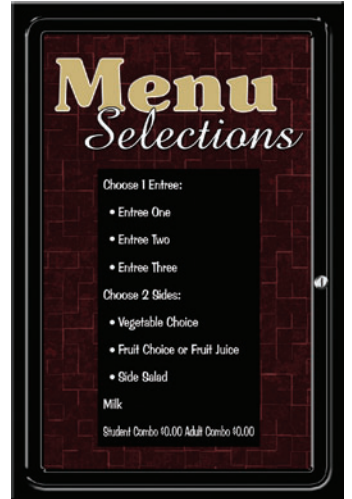 Menu
Selections
Choose 1 Entree:
• Entree One
• Entree Two
• Entree Three
Choose 2 Sides:
• Vegetable Choice
• Fruit Choice or Fruit Juice
• Side Salad
Milk
Student Combo $0.00 Adult Combo $0.00